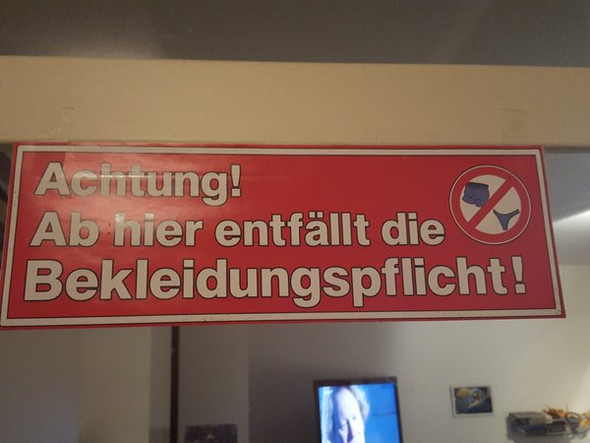 Achtung!
Ab hier entfällt die
Bekleidungspflicht!